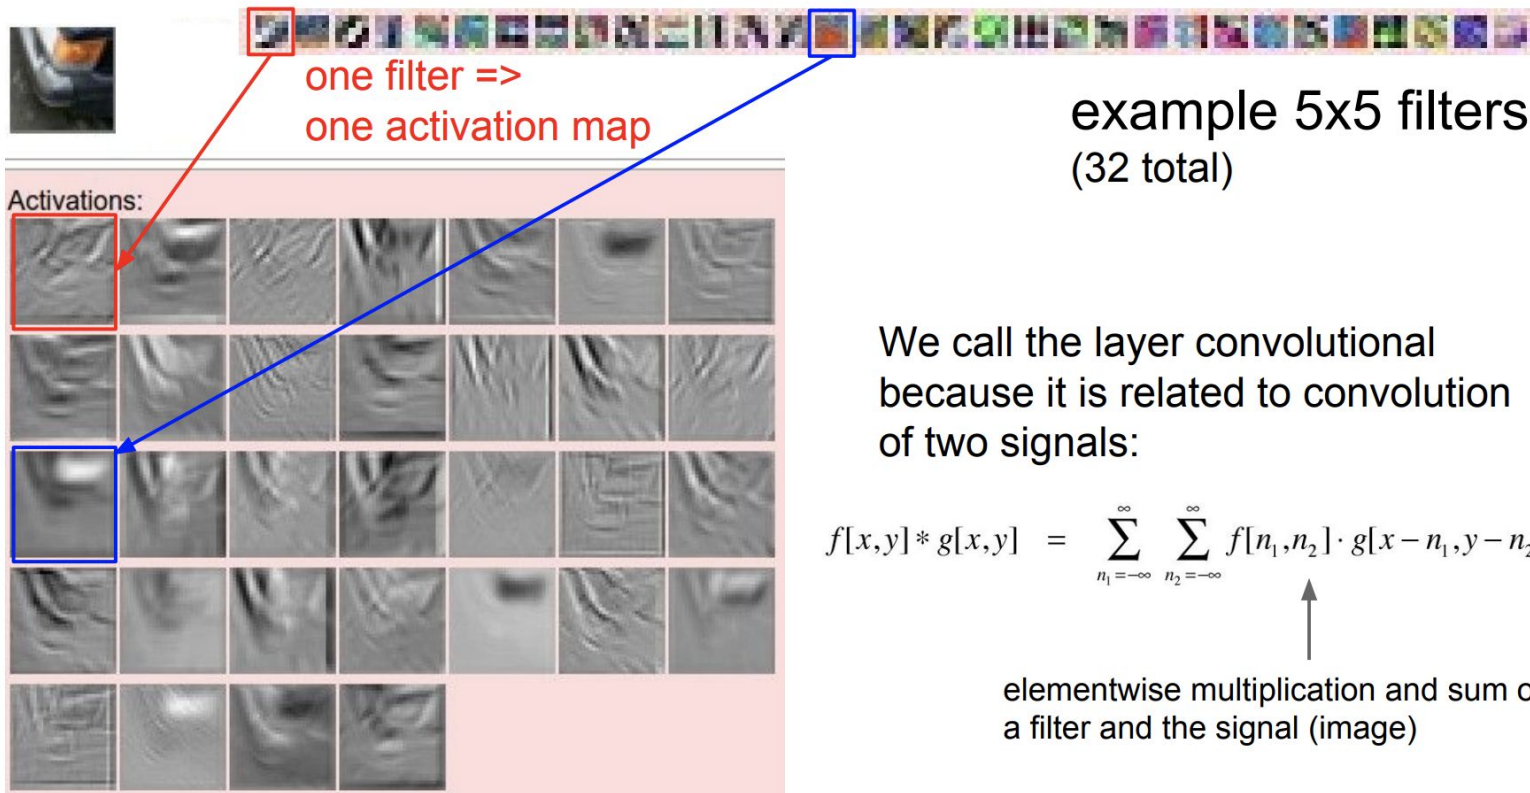 one filter =>
one activation map
example 5x5 filters
(32 total)
Activations:
We call the layer convolutional
because it is related to convolution
of two signals:
f[x,y] * g[x,y] = ∑_{n₁=-∞}^{∞} ∑_{n₂=-∞}^{∞} f[n₁,n₂] · g[x - n₁, y - n₂
elementwise multiplication and sum
a filter and the signal (image)